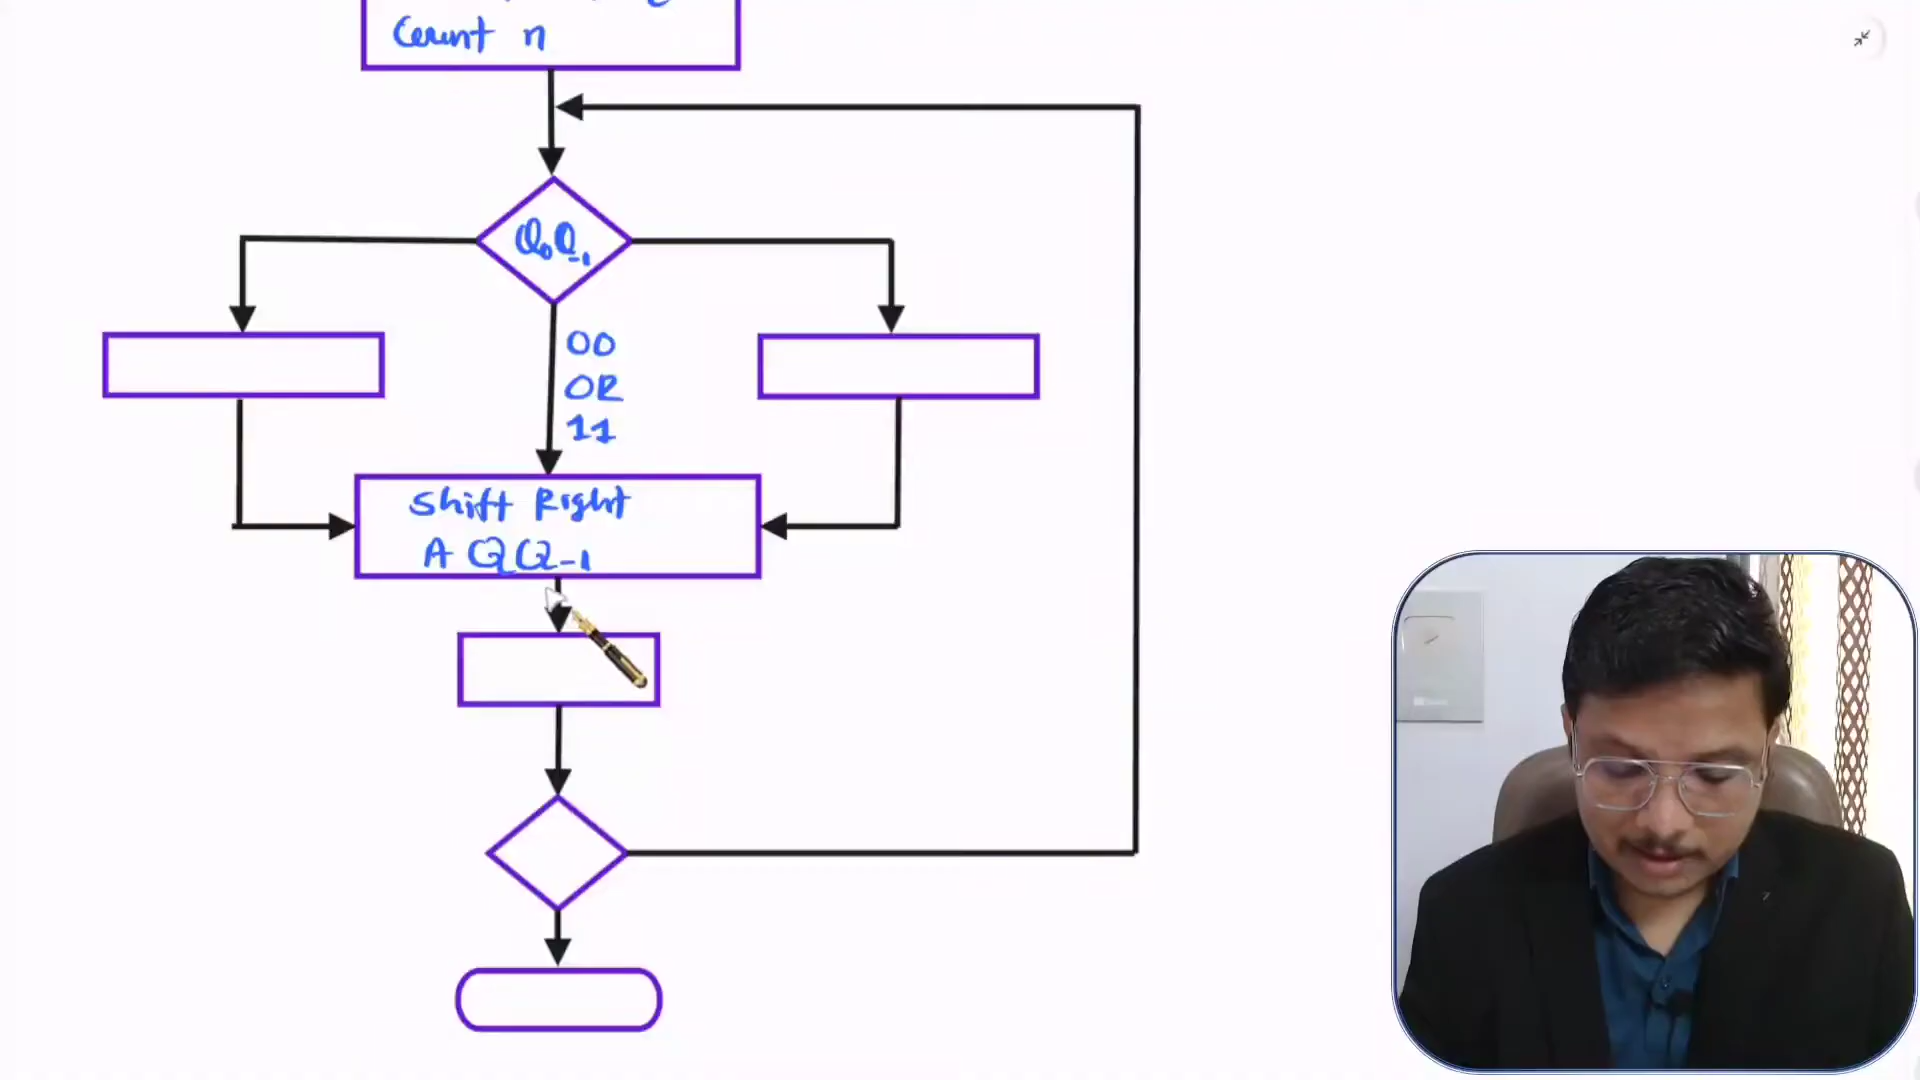 Count n
Q₀Q₋₁
00
OR
11
Shift Right
A Q Q₋₁